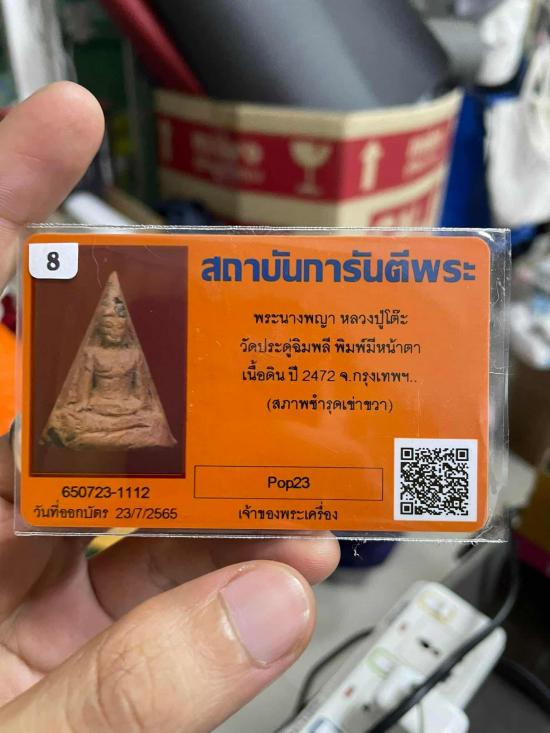 8
สถาบันการันตีพระ
พระนางพญา หลวงปู่โต๊ะ
วัดประดู่ฉิมพลี พิมพ์มีหน้าตา
เนื้อดิน ปี 2472 จ.กรุงเทพฯ..
(สภาพชำรุดเข่าขวา)
Pop23
650723-1112
วันที่ออกบัตร 23/7/2565
เจ้าของพระเครื่อง